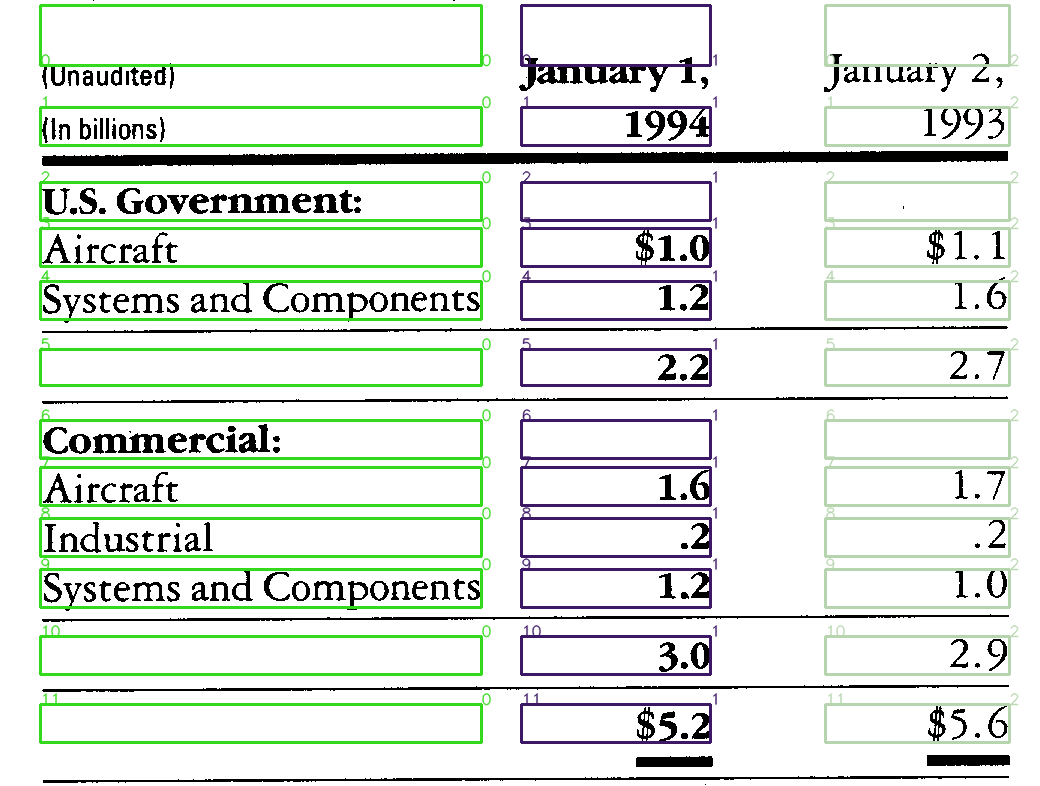 (Unaudited) January 1, January 2,
(In billions) 1994 1993
U.S. Government:
Aircraft $1.0 $1.1
Systems and Components 1.2 1.6
2.2 2.7
Commercial:
Aircraft 1.6 1.7
Industrial .2 .2
Systems and Components 1.2 1.0
3.0 2.9
$5.2 $5.6